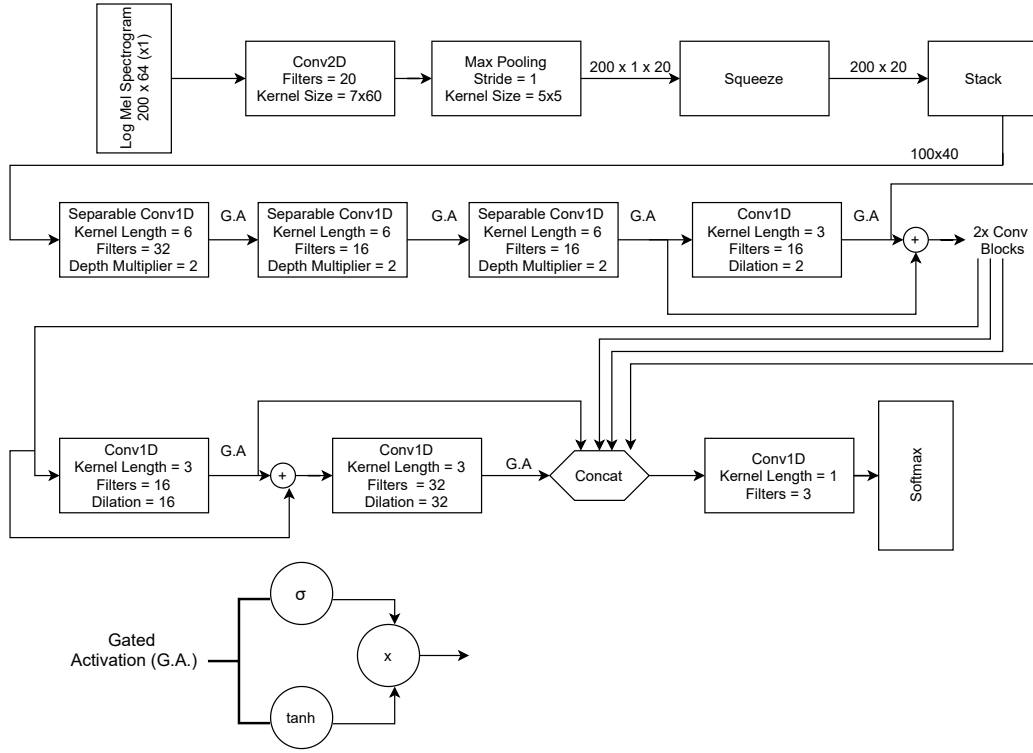 Log Mel Spectrogram
200 x 64 (x1)
Conv2D
Filters = 20
Kernel Size = 7x60
Max Pooling
Stride = 1
Kernel Size = 5x5
200 x 1 x 20
Squeeze
200 x 20
Stack
100x40
Separable Conv1D
Kernel Length = 6
Filters = 32
Depth Multiplier = 2
G.A
Separable Conv1D
Kernel Length = 6
Filters = 16
Depth Multiplier = 2
G.A
Separable Conv1D
Kernel Length = 6
Filters = 16
Depth Multiplier = 2
G.A
Conv1D
Kernel Length = 3
Filters = 16
Dilation = 2
G.A
+
2x Conv
Blocks
Conv1D
Kernel Length = 3
Filters = 16
Dilation = 16
G.A
+
Conv1D
Kernel Length = 3
Filters  = 32
Dilation = 32
G.A
Concat
Conv1D
Kernel Length = 1
Filters = 3
Softmax
Gated
Activation (G.A.)
σ
x
tanh